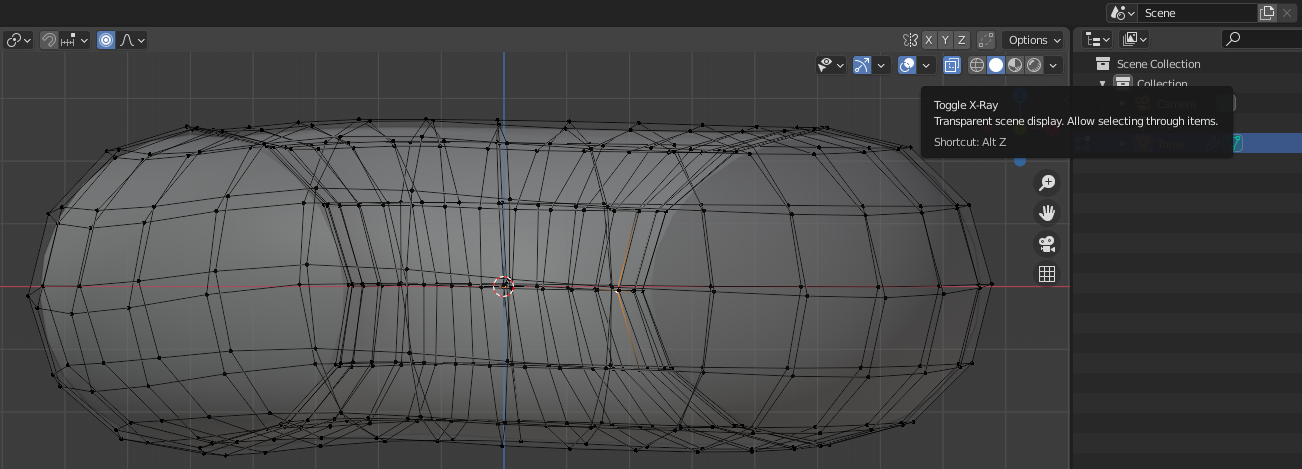 Scene
X Y Z
Options
Scene Collection
Collection
Toggle X-Ray
Transparent scene display. Allow selecting through items.
Shortcut: Alt Z